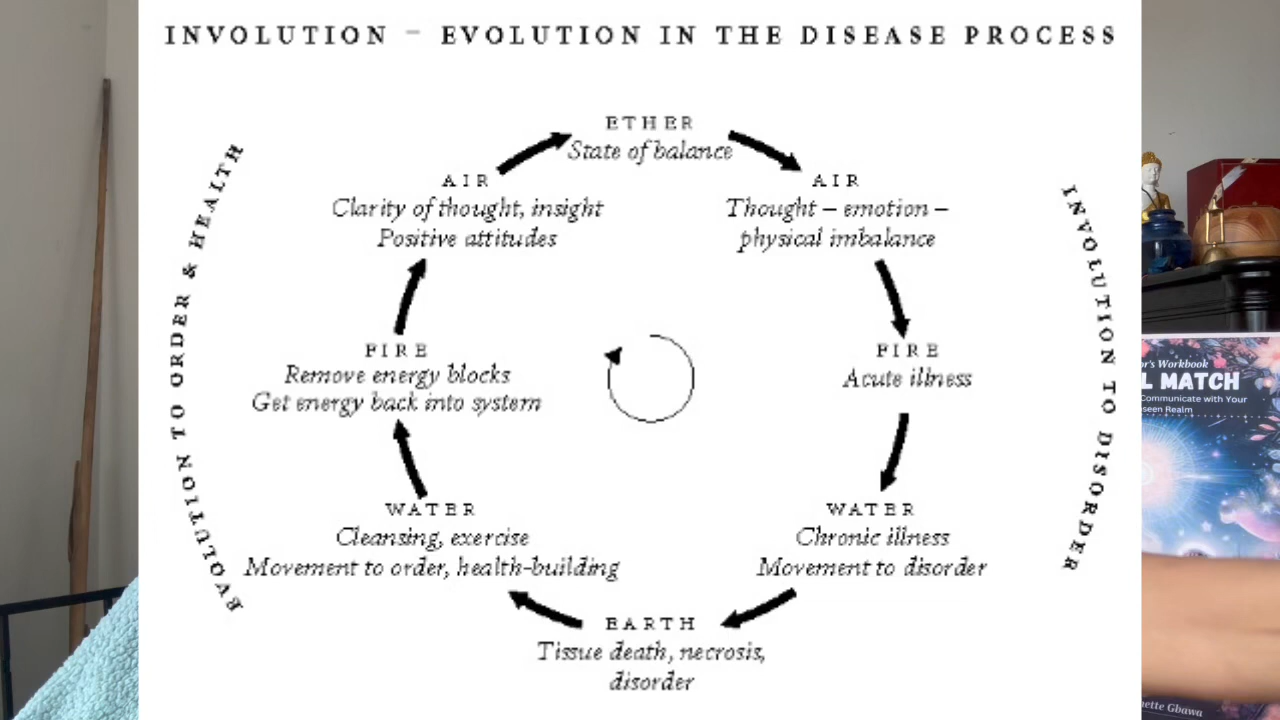 INVOLUTION – EVOLUTION IN THE DISEASE PROCESS
ETHER
State of balance
AIR
Thought – emotion –
physical imbalance
FIRE
Acute illness
WATER
Chronic illness
Movement to disorder
EARTH
Tissue death, necrosis,
disorder
WATER
Cleansing, exercise
Movement to order, health-building
FIRE
Remove energy blocks
Get energy back into system
AIR
Clarity of thought, insight
Positive attitudes
EVOLUTION TO ORDER & HEALTH
INVOLUTION TO DISORDER
Workbook
MATCH
Communicate with Your
Realm
Gbawa